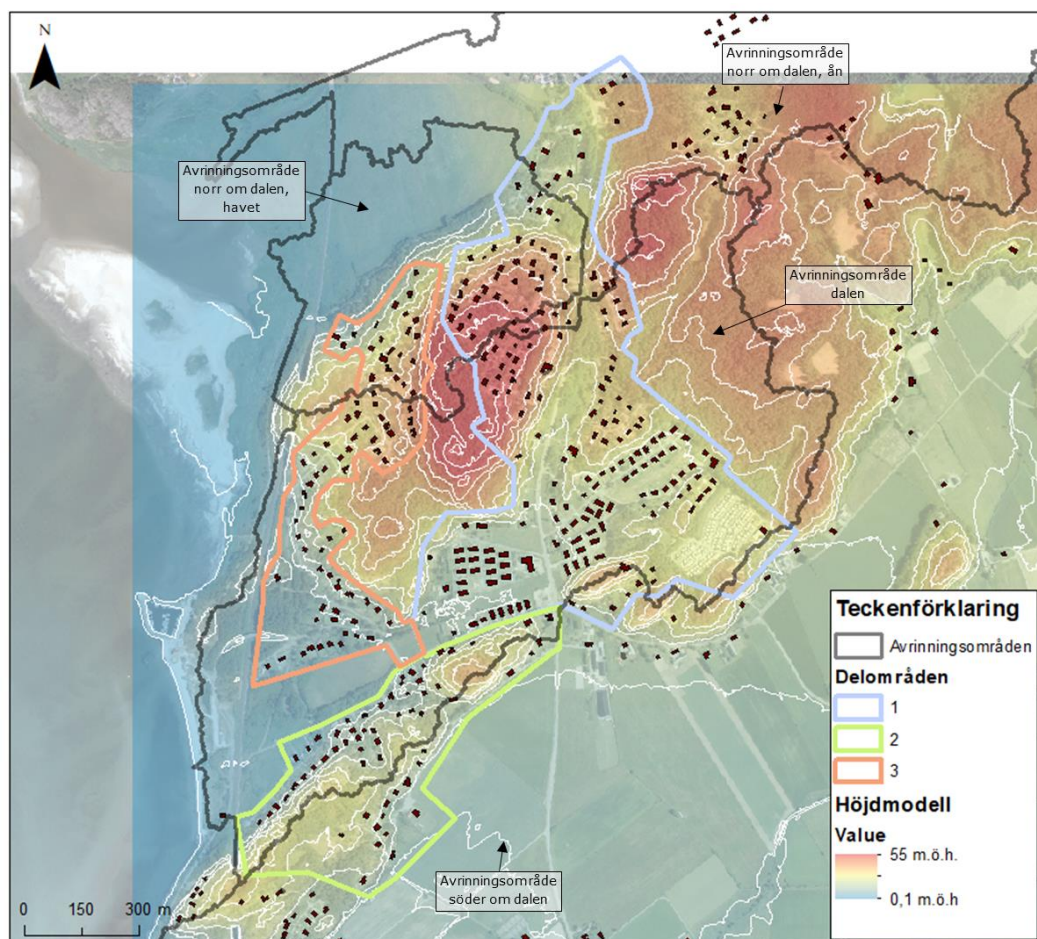 N
Avrinningsområde
norr om dalen, ån
Avrinningsområde
norr om dalen,
havet
Avrinningsområde
dalen
Avrinningsområde
söder om dalen
0 150 300 m
Teckenförklaring
Avrinningsområden
Delområden
1
2
3
Höjdmodell
Value
55 m.ö.h.
0,1 m.ö.h